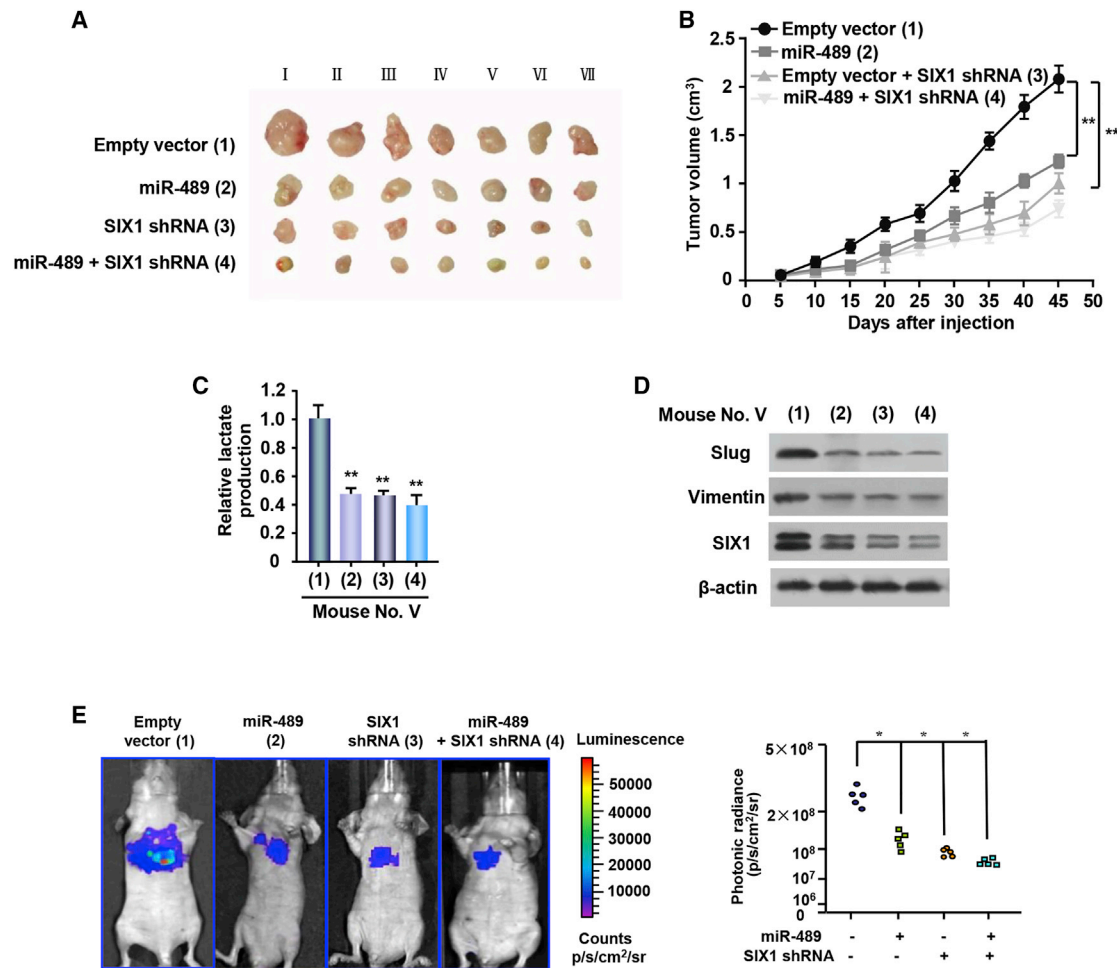 A
I II III IV V VI VII
Empty vector (1)
miR-489 (2)
SIX1 shRNA (3)
miR-489 + SIX1 shRNA (4)
B
Empty vector (1)
miR-489 (2)
Empty vector + SIX1 shRNA (3)
miR-489 + SIX1 shRNA (4)
Tumor volume (cm³)
2.5
2
1.5
1
0.5
0
**
**
0 5 10 15 20 25 30 35 40 45 50
Days after injection
C
Relative lactate
production
1.2
1.0
0.8
0.6
0.4
0.2
0
** ** **
(1) (2) (3) (4)
Mouse No. V
D
Mouse No. V (1) (2) (3) (4)
Slug
Vimentin
SIX1
β-actin
E
Empty
vector (1)
miR-489
(2)
SIX1
shRNA (3)
miR-489
+ SIX1 shRNA (4)
Luminescence
50000
40000
30000
20000
10000
Counts
p/s/cm²/sr
Photonic radiance
(p/s/cm²/sr)
5×10⁸
2×10⁸
10⁸
10⁷
10⁶
0
* * *
miR-489 - + - +
SIX1 shRNA - - + +